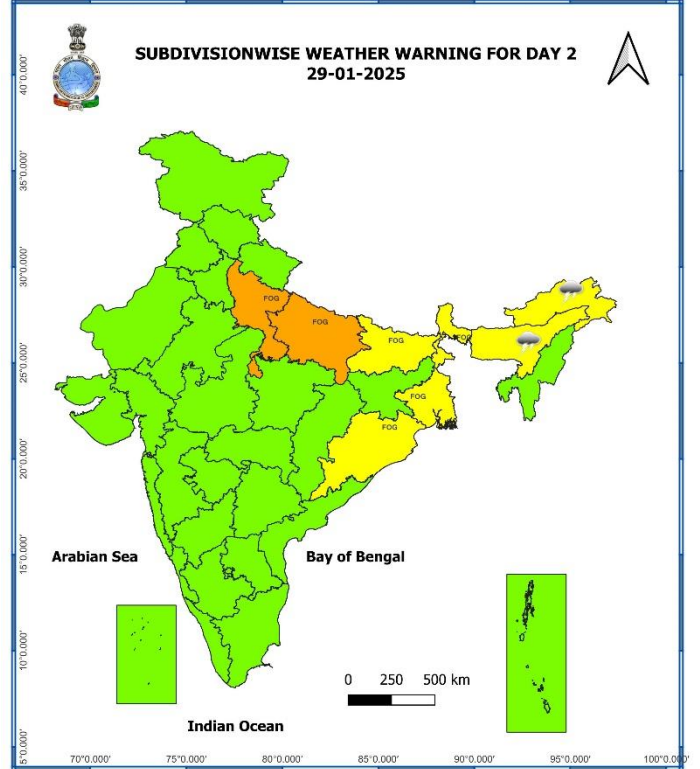 SUBDIVISIONWISE WEATHER WARNING FOR DAY 2
29-01-2025
40°0.000'
35°0.000'
30°0.000'
25°0.000'
20°0.000'
15°0.000'
10°0.000'
5°0.000'
FOG
FOG
FOG
FOG
FOG
Arabian Sea
Bay of Bengal
0 250 500 km
Indian Ocean
70°0.000' 75°0.000' 80°0.000' 85°0.000' 90°0.000' 95°0.000' 100°0.000'